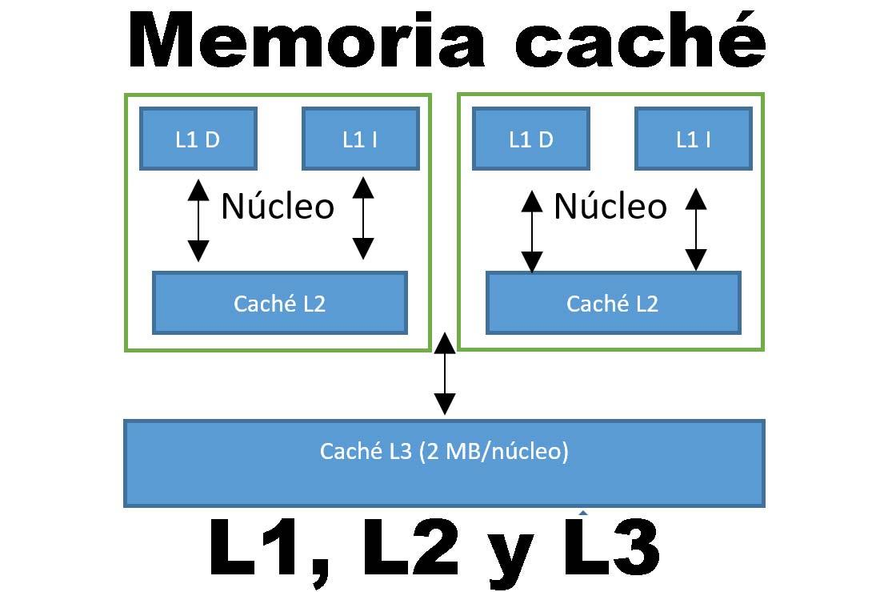 Memoria caché
L1 D
L1 I
L1 D
L1 I
Núcleo
Núcleo
Caché L2
Caché L2
Caché L3 (2 MB/núcleo)
L1, L2 y L3